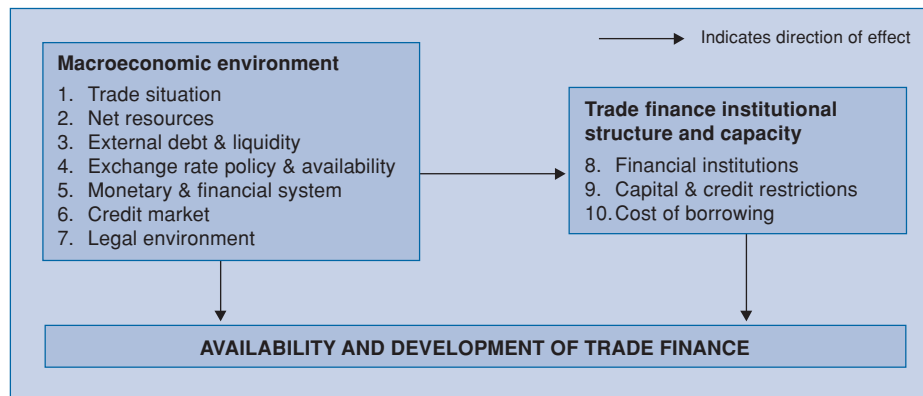 Indicates direction of effect
Macroeconomic environment
1. Trade situation
2. Net resources
3. External debt & liquidity
4. Exchange rate policy & availability
5. Monetary & financial system
6. Credit market
7. Legal environment
Trade finance institutional
structure and capacity
8. Financial institutions
9. Capital & credit restrictions
10. Cost of borrowing
AVAILABILITY AND DEVELOPMENT OF TRADE FINANCE